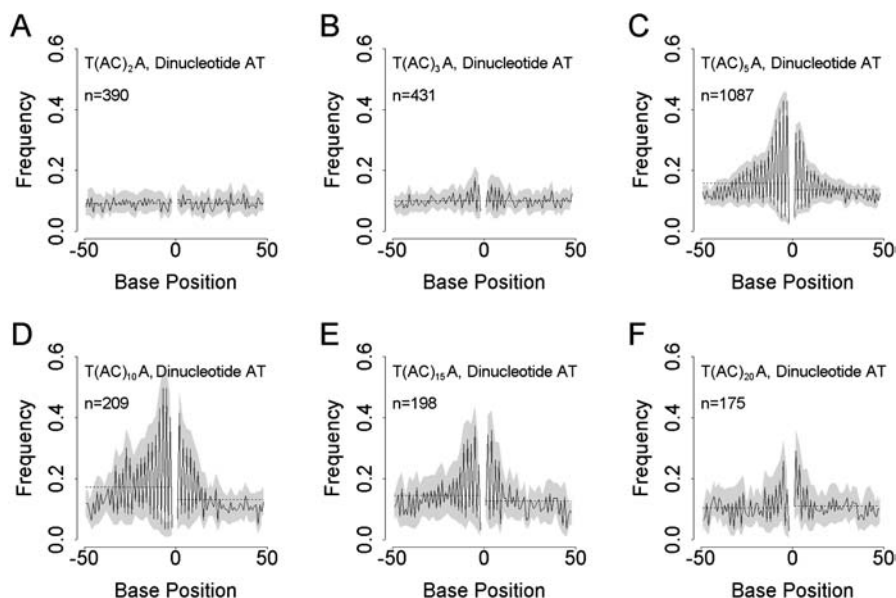 A
T(AC)2A, Dinucleotide AT
n=390
Frequency
0.0 0.2 0.4 0.6
-50 0 50
Base Position
B
T(AC)3A, Dinucleotide AT
n=431
Frequency
0.0 0.2 0.4 0.6
-50 0 50
Base Position
C
T(AC)5A, Dinucleotide AT
n=1087
Frequency
0.0 0.2 0.4 0.6
-50 0 50
Base Position
D
T(AC)10A, Dinucleotide AT
n=209
Frequency
0.0 0.2 0.4 0.6
-50 0 50
Base Position
E
T(AC)15A, Dinucleotide AT
n=198
Frequency
0.0 0.2 0.4 0.6
-50 0 50
Base Position
F
T(AC)20A, Dinucleotide AT
n=175
Frequency
0.0 0.2 0.4 0.6
-50 0 50
Base Position